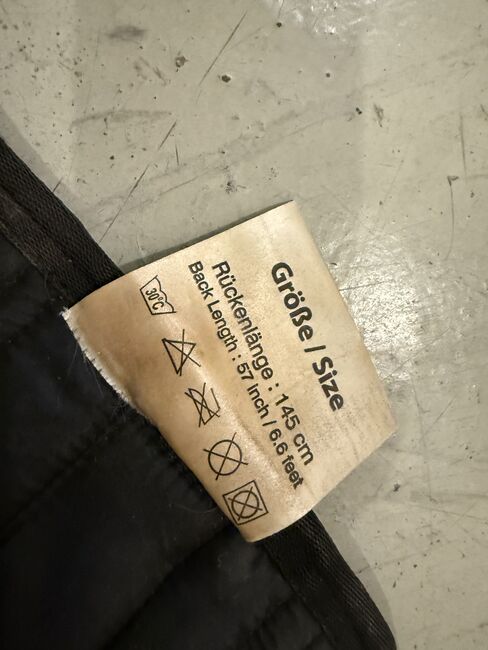 Größe / Size
Rückenlänge : 145 cm
Back Length : 57 inch / 6.6 feet
30°C